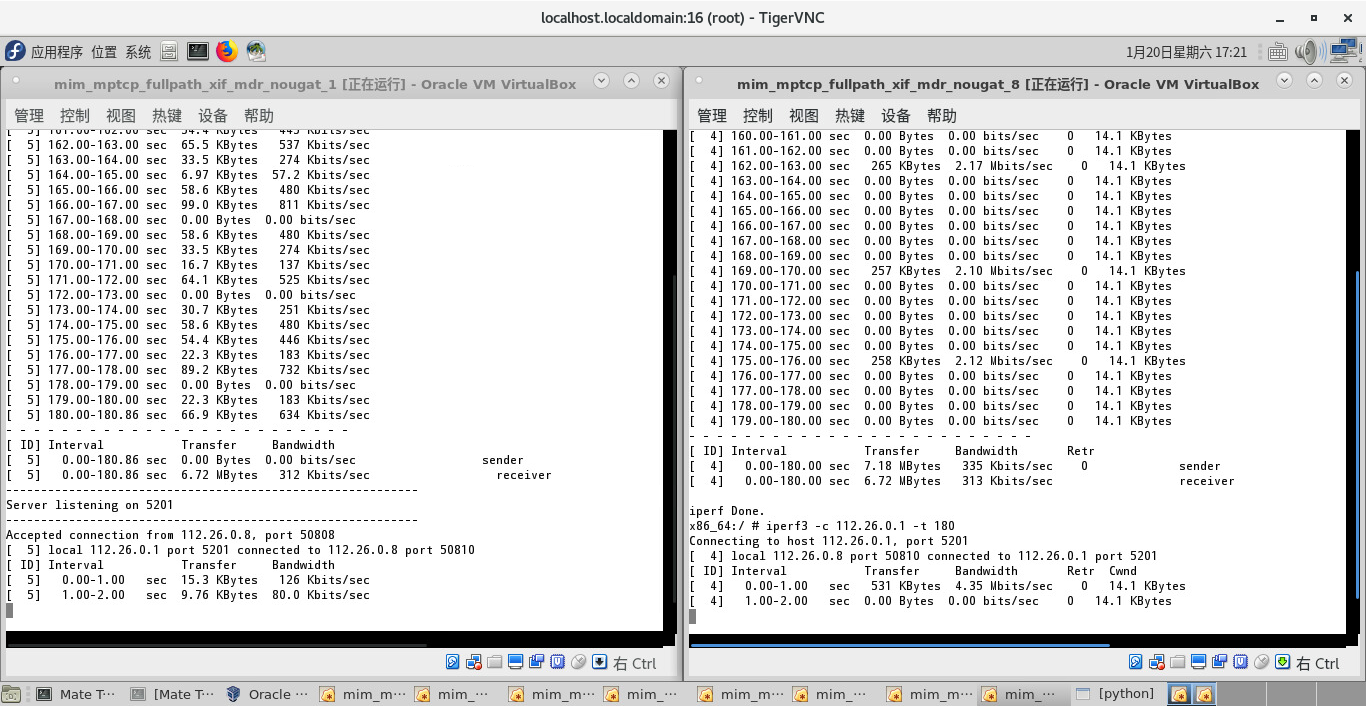 localhost.localdomain:16 (root) - TigerVNC
应用程序 位置 系统
1月20日星期六 17:21
mim_mptcp_fullpath_xif_mdr_nougat_1 [正在运行] - Oracle VM VirtualBox
管理 控制 视图 热键 设备 帮助
[  5] 161.00-162.00 sec  54.4 KBytes   445 Kbits/sec
[  5] 162.00-163.00 sec  65.5 KBytes   537 Kbits/sec
[  5] 163.00-164.00 sec  33.5 KBytes   274 Kbits/sec
[  5] 164.00-165.00 sec  6.97 KBytes  57.2 Kbits/sec
[  5] 165.00-166.00 sec  58.6 KBytes   480 Kbits/sec
[  5] 166.00-167.00 sec  99.0 KBytes   811 Kbits/sec
[  5] 167.00-168.00 sec  0.00 Bytes  0.00 bits/sec
[  5] 168.00-169.00 sec  58.6 KBytes   480 Kbits/sec
[  5] 169.00-170.00 sec  33.5 KBytes   274 Kbits/sec
[  5] 170.00-171.00 sec  16.7 KBytes   137 Kbits/sec
[  5] 171.00-172.00 sec  64.1 KBytes   525 Kbits/sec
[  5] 172.00-173.00 sec  0.00 Bytes  0.00 bits/sec
[  5] 173.00-174.00 sec  30.7 KBytes   251 Kbits/sec
[  5] 174.00-175.00 sec  58.6 KBytes   480 Kbits/sec
[  5] 175.00-176.00 sec  54.4 KBytes   446 Kbits/sec
[  5] 176.00-177.00 sec  22.3 KBytes   183 Kbits/sec
[  5] 177.00-178.00 sec  89.2 KBytes   732 Kbits/sec
[  5] 178.00-179.00 sec  0.00 Bytes  0.00 bits/sec
[  5] 179.00-180.00 sec  22.3 KBytes   183 Kbits/sec
[  5] 180.00-180.86 sec  66.9 KBytes   634 Kbits/sec
- - - - - - - - - - - - - - - - - - - - - - - - -
[ ID] Interval           Transfer     Bandwidth
[  5]   0.00-180.86 sec  0.00 Bytes  0.00 bits/sec                  sender
[  5]   0.00-180.86 sec  6.72 MBytes   312 Kbits/sec                  receiver
-----------------------------------------------------------
Server listening on 5201
-----------------------------------------------------------
Accepted connection from 112.26.0.8, port 50808
[  5] local 112.26.0.1 port 5201 connected to 112.26.0.8 port 50810
[ ID] Interval           Transfer     Bandwidth
[  5]   0.00-1.00   sec  15.3 KBytes   126 Kbits/sec
[  5]   1.00-2.00   sec  9.76 KBytes  80.0 Kbits/sec
右 Ctrl
mim_mptcp_fullpath_xif_mdr_nougat_8 [正在运行] - Oracle VM VirtualBox
管理 控制 视图 热键 设备 帮助
[  4] 160.00-161.00 sec  0.00 Bytes  0.00 bits/sec    0   14.1 KBytes
[  4] 161.00-162.00 sec  0.00 Bytes  0.00 bits/sec    0   14.1 KBytes
[  4] 162.00-163.00 sec   265 KBytes  2.17 Mbits/sec    0   14.1 KBytes
[  4] 163.00-164.00 sec  0.00 Bytes  0.00 bits/sec    0   14.1 KBytes
[  4] 164.00-165.00 sec  0.00 Bytes  0.00 bits/sec    0   14.1 KBytes
[  4] 165.00-166.00 sec  0.00 Bytes  0.00 bits/sec    0   14.1 KBytes
[  4] 166.00-167.00 sec  0.00 Bytes  0.00 bits/sec    0   14.1 KBytes
[  4] 167.00-168.00 sec  0.00 Bytes  0.00 bits/sec    0   14.1 KBytes
[  4] 168.00-169.00 sec  0.00 Bytes  0.00 bits/sec    0   14.1 KBytes
[  4] 169.00-170.00 sec   257 KBytes  2.10 Mbits/sec    0   14.1 KBytes
[  4] 170.00-171.00 sec  0.00 Bytes  0.00 bits/sec    0   14.1 KBytes
[  4] 171.00-172.00 sec  0.00 Bytes  0.00 bits/sec    0   14.1 KBytes
[  4] 172.00-173.00 sec  0.00 Bytes  0.00 bits/sec    0   14.1 KBytes
[  4] 173.00-174.00 sec  0.00 Bytes  0.00 bits/sec    0   14.1 KBytes
[  4] 174.00-175.00 sec  0.00 Bytes  0.00 bits/sec    0   14.1 KBytes
[  4] 175.00-176.00 sec   258 KBytes  2.12 Mbits/sec    0   14.1 KBytes
[  4] 176.00-177.00 sec  0.00 Bytes  0.00 bits/sec    0   14.1 KBytes
[  4] 177.00-178.00 sec  0.00 Bytes  0.00 bits/sec    0   14.1 KBytes
[  4] 178.00-179.00 sec  0.00 Bytes  0.00 bits/sec    0   14.1 KBytes
[  4] 179.00-180.00 sec  0.00 Bytes  0.00 bits/sec    0   14.1 KBytes
- - - - - - - - - - - - - - - - - - - - - - - - -
[ ID] Interval           Transfer     Bandwidth       Retr
[  4]   0.00-180.00 sec  7.18 MBytes   335 Kbits/sec    0             sender
[  4]   0.00-180.00 sec  6.72 MBytes   313 Kbits/sec                  receiver
iperf Done.
x86_64:/ # iperf3 -c 112.26.0.1 -t 180
Connecting to host 112.26.0.1, port 5201
[  4] local 112.26.0.8 port 50810 connected to 112.26.0.1 port 5201
[ ID] Interval           Transfer     Bandwidth       Retr  Cwnd
[  4]   0.00-1.00   sec   531 KBytes  4.35 Mbits/sec    0   14.1 KBytes
[  4]   1.00-2.00   sec  0.00 Bytes  0.00 bits/sec    0   14.1 KBytes
右 Ctrl
Mate T··· [Mate T··· Oracle ··· mim_m··· mim_··· mim_m··· mim_··· mim_m··· mim_··· mim_m··· mim_··· [python]